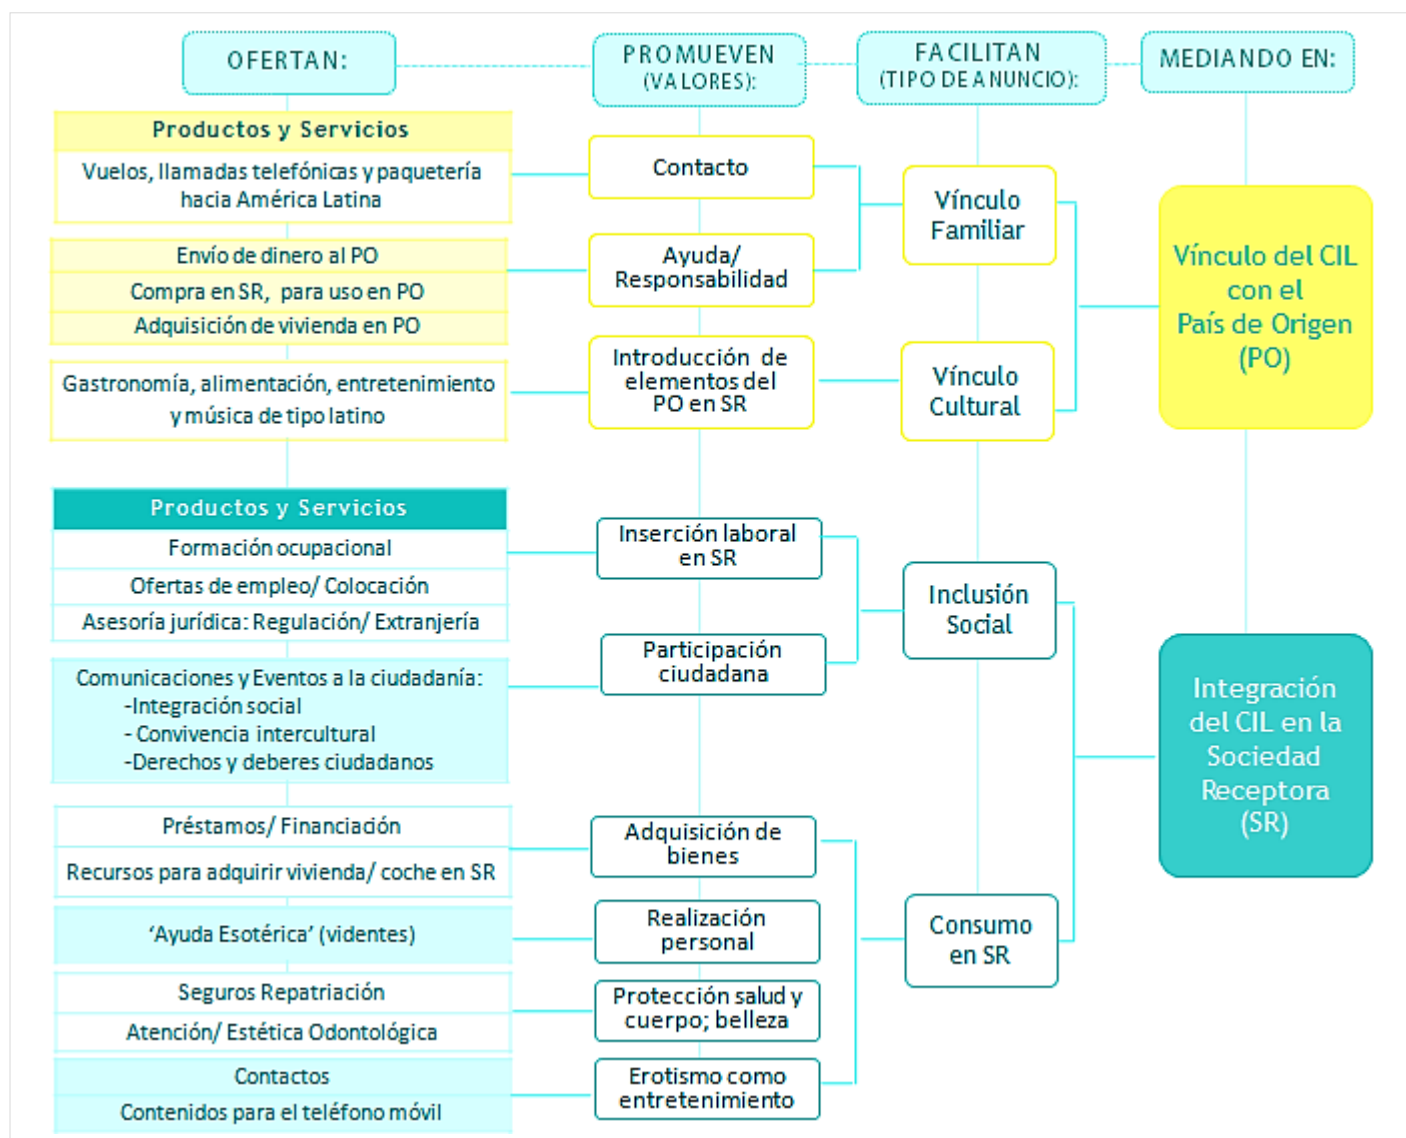 OFERTAN:
PROMUEVEN
(VALORES):
FACILITAN
(TIPO DE ANUNCIO):
MEDIANDO EN:
Productos y Servicios
Vuelos, llamadas telefónicas y paquetería
hacia América Latina
Envío de dinero al PO
Compra en SR, para uso en PO
Adquisición de vivienda en PO
Gastronomía, alimentación, entretenimiento
y música de tipo latino
Contacto
Ayuda/
Responsabilidad
Introducción de
elementos del
PO en SR
Vínculo
Familiar
Vínculo
Cultural
Vínculo del CIL
con el
País de Origen
(PO)
Productos y Servicios
Formación ocupacional
Ofertas de empleo/ Colocación
Asesoría jurídica: Regulación/ Extranjería
Comunicaciones y Eventos a la ciudadanía:
-Integración social
- Convivencia intercultural
-Derechos y deberes ciudadanos
Préstamos/ Financiación
Recursos para adquirir vivienda/ coche en SR
‘Ayuda Esotérica’ (videntes)
Seguros Repatriación
Atención/ Estética Odontológica
Contactos
Contenidos para el teléfono móvil
Inserción laboral
en SR
Participación
ciudadana
Adquisición de
bienes
Realización
personal
Protección salud y
cuerpo; belleza
Erotismo como
entretenimiento
Inclusión
Social
Consumo
en SR
Integración
del CIL en la
Sociedad
Receptora
(SR)